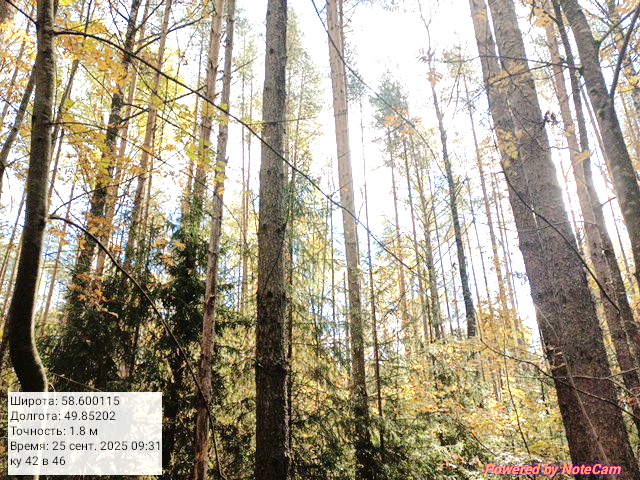 Широта: 58.600115
Долгота: 49.85202
Точность: 1.8 м
Время: 25 сент. 2025 09:31
ку 42 в 46
Powered by NoteCam